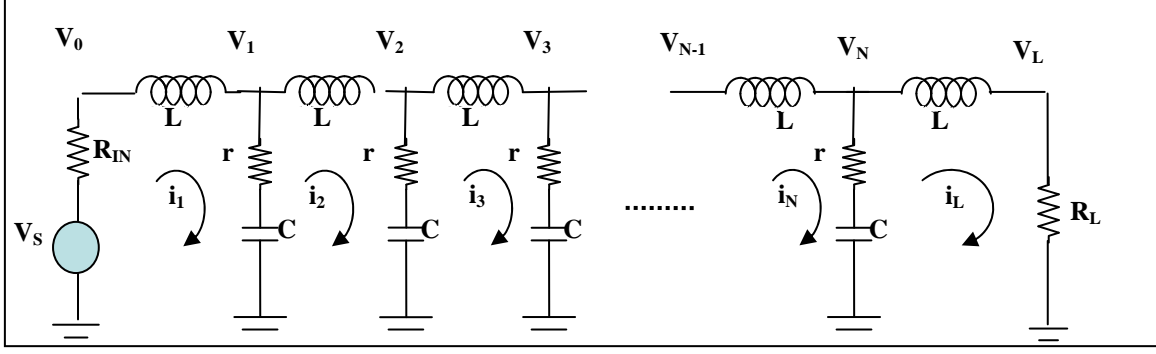 V0 V1 V2 V3 VN-1 VN VL
L L L L L
RIN r r r r
i1 i2 i3 ......... iN iL RL
VS C C C C